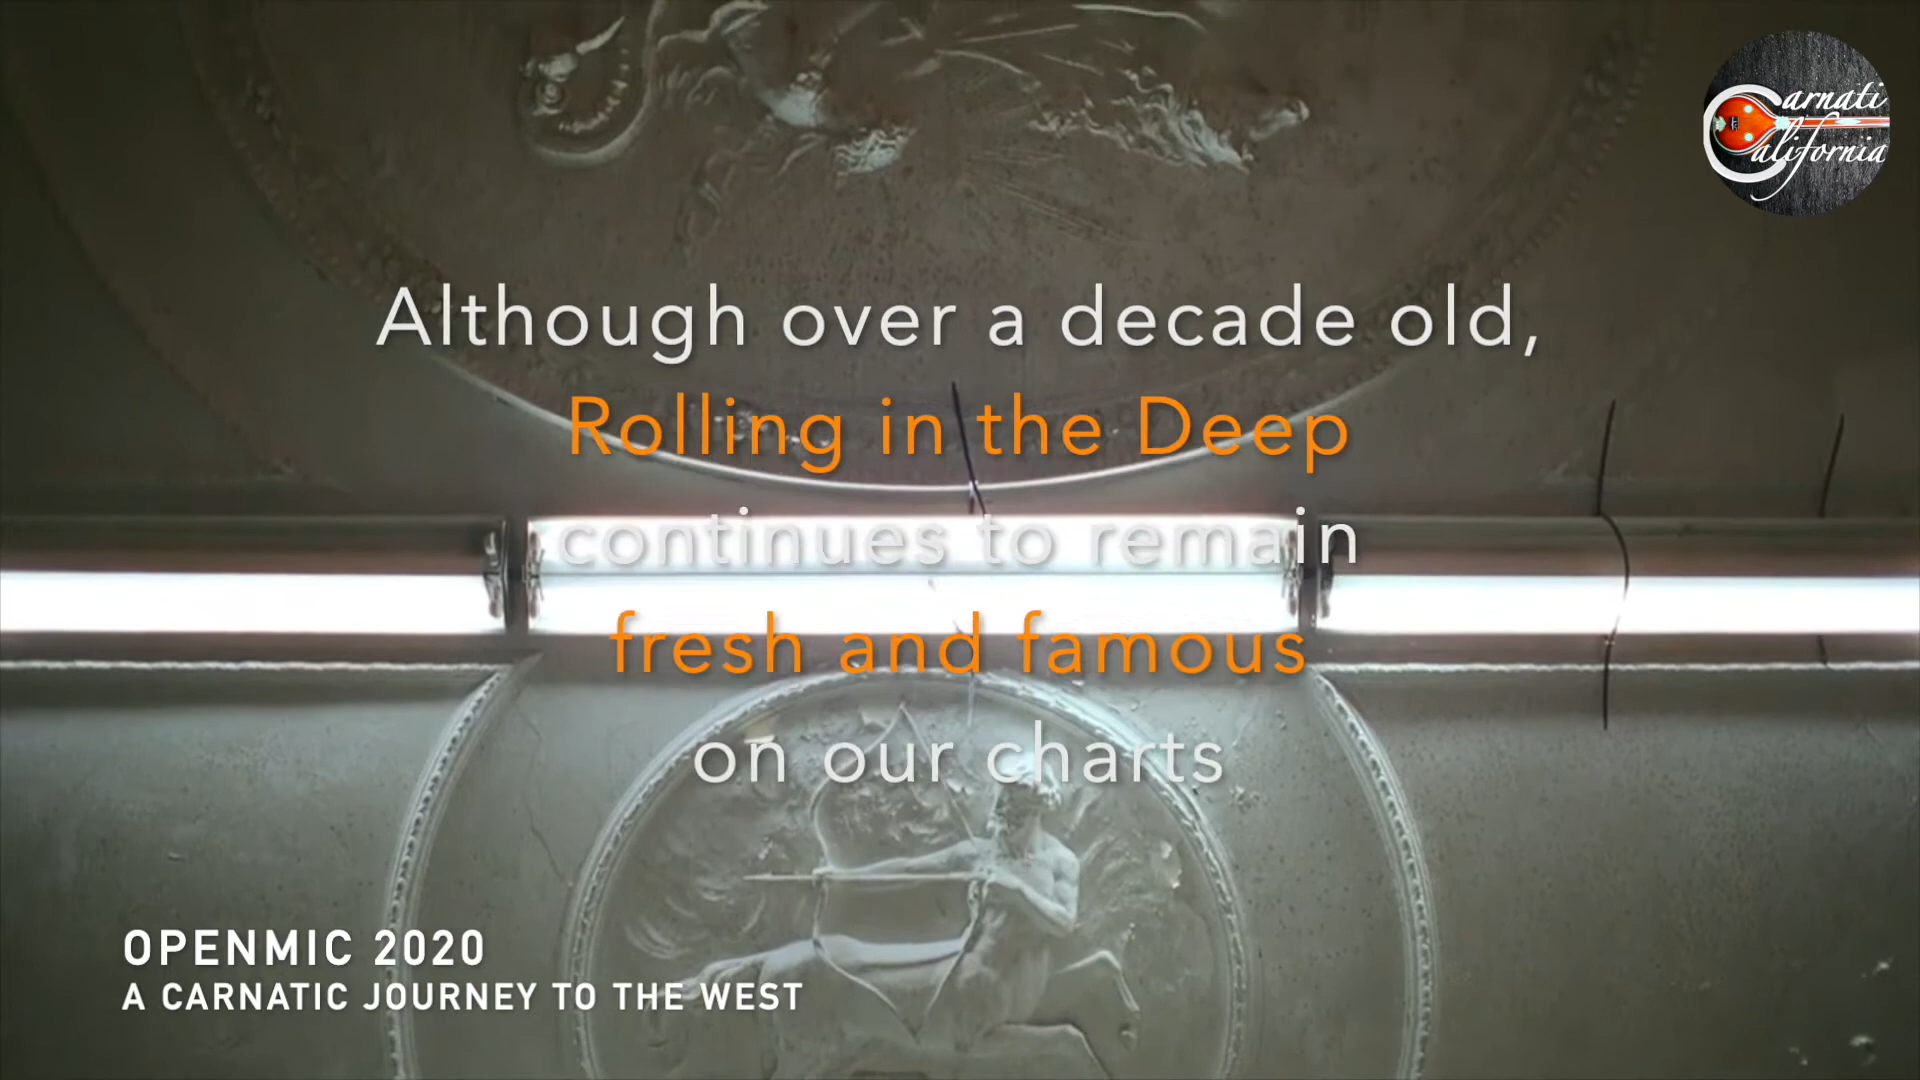 Carnati
California
Although over a decade old,
Rolling in the Deep
continues to remain
fresh and famous
on our charts
OPENMIC 2020
A CARNATIC JOURNEY TO THE WEST